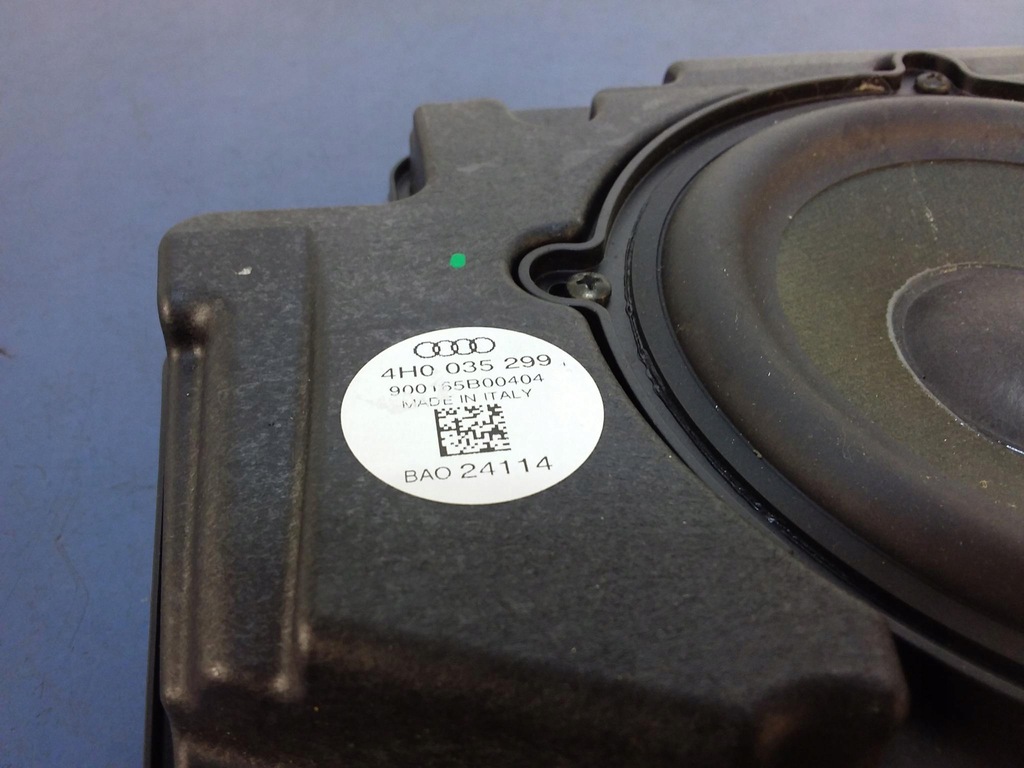 4H0 035 299
900165B00404
MADE IN ITALY
BAO 24114